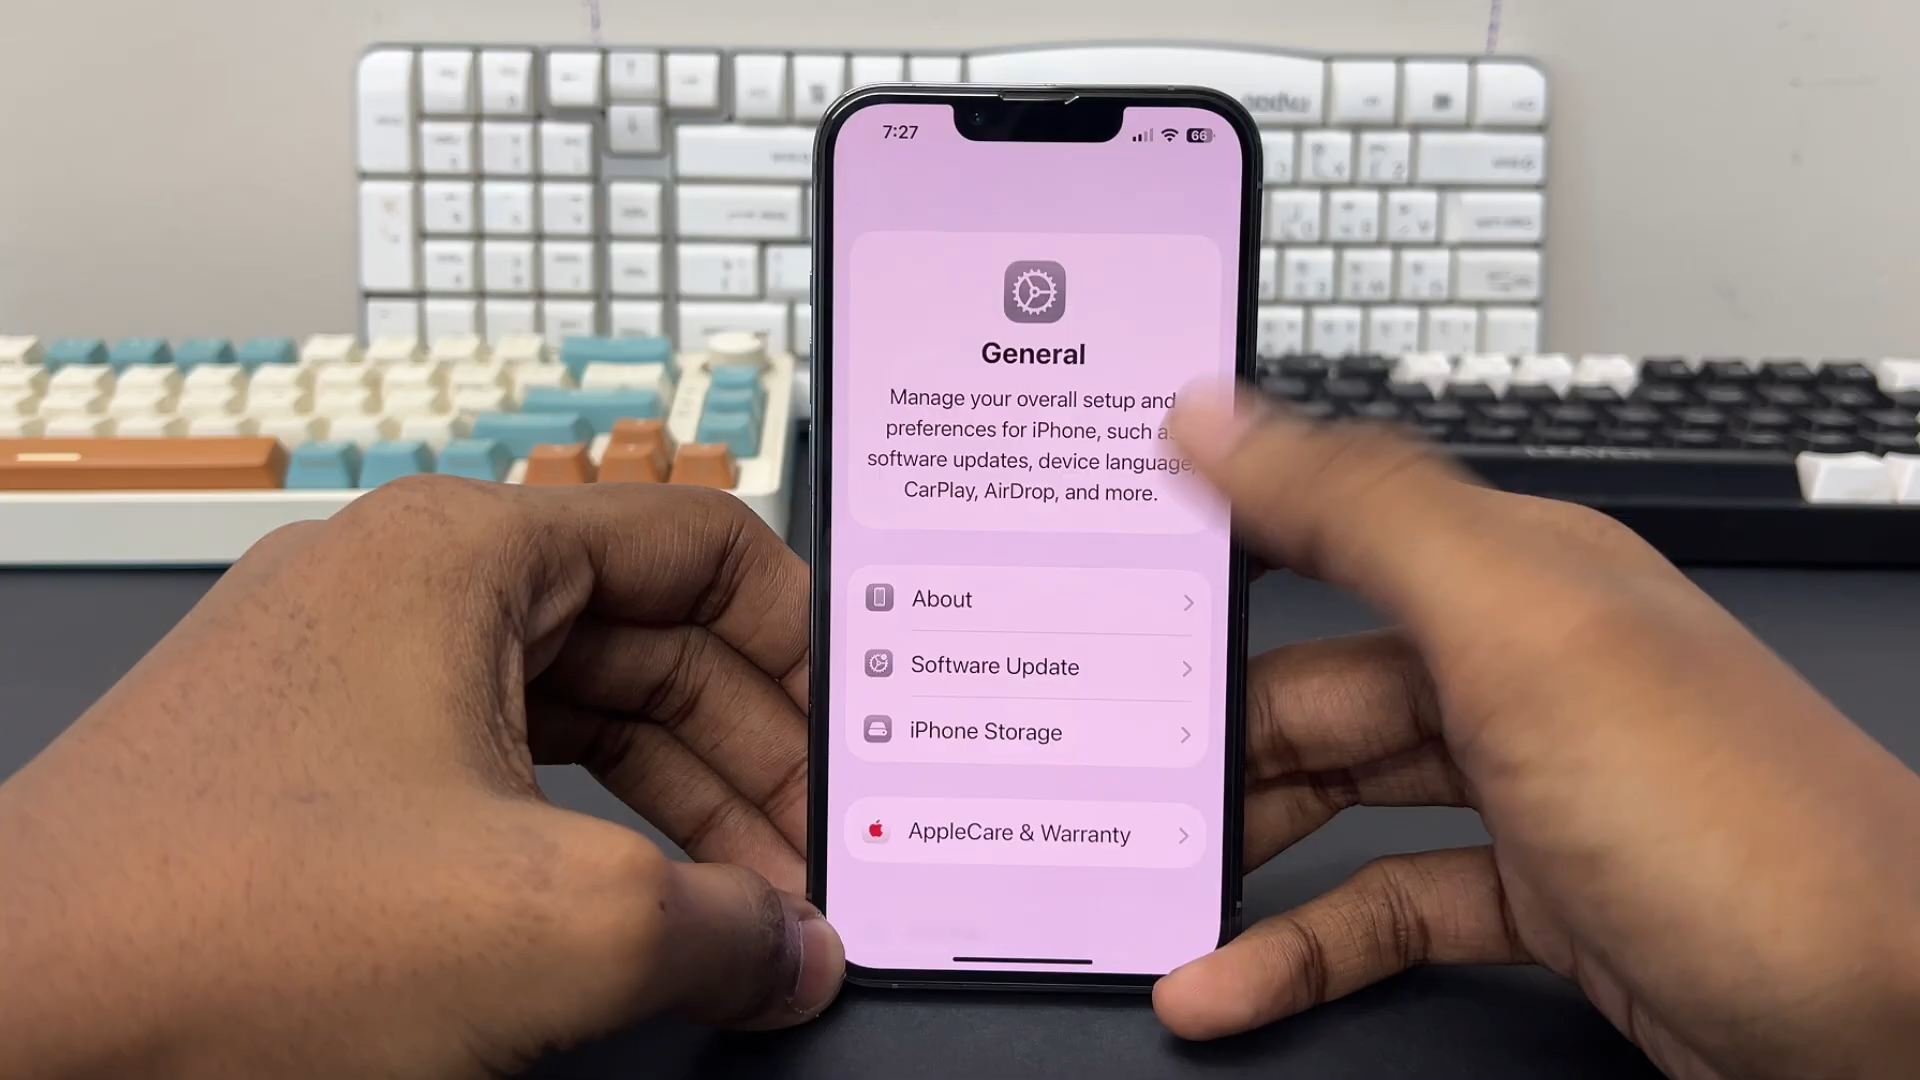 7:27
66
General
Manage your overall setup and
preferences for iPhone, such as
software updates, device language,
CarPlay, AirDrop, and more.
About
Software Update
iPhone Storage
AppleCare & Warranty